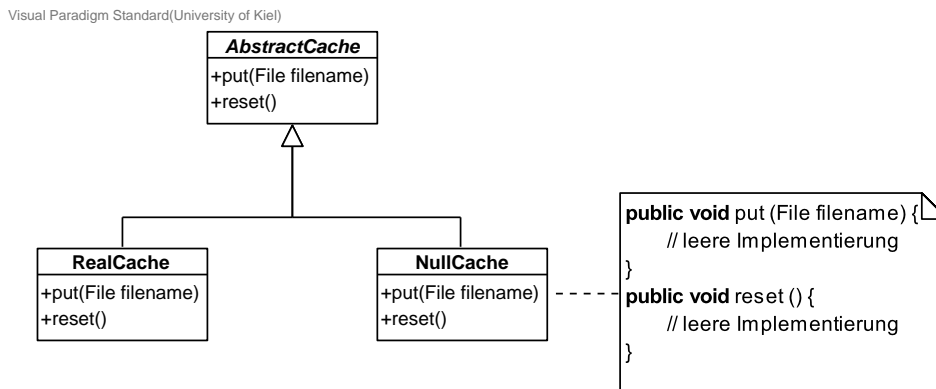 Visual Paradigm Standard(University of Kiel)
AbstractCache
+put(File filename)
+reset()
RealCache
+put(File filename)
+reset()
NullCache
+put(File filename)
+reset()
public void put (File filename) {
// leere Implementierung
}
public void reset () {
// leere Implementierung
}